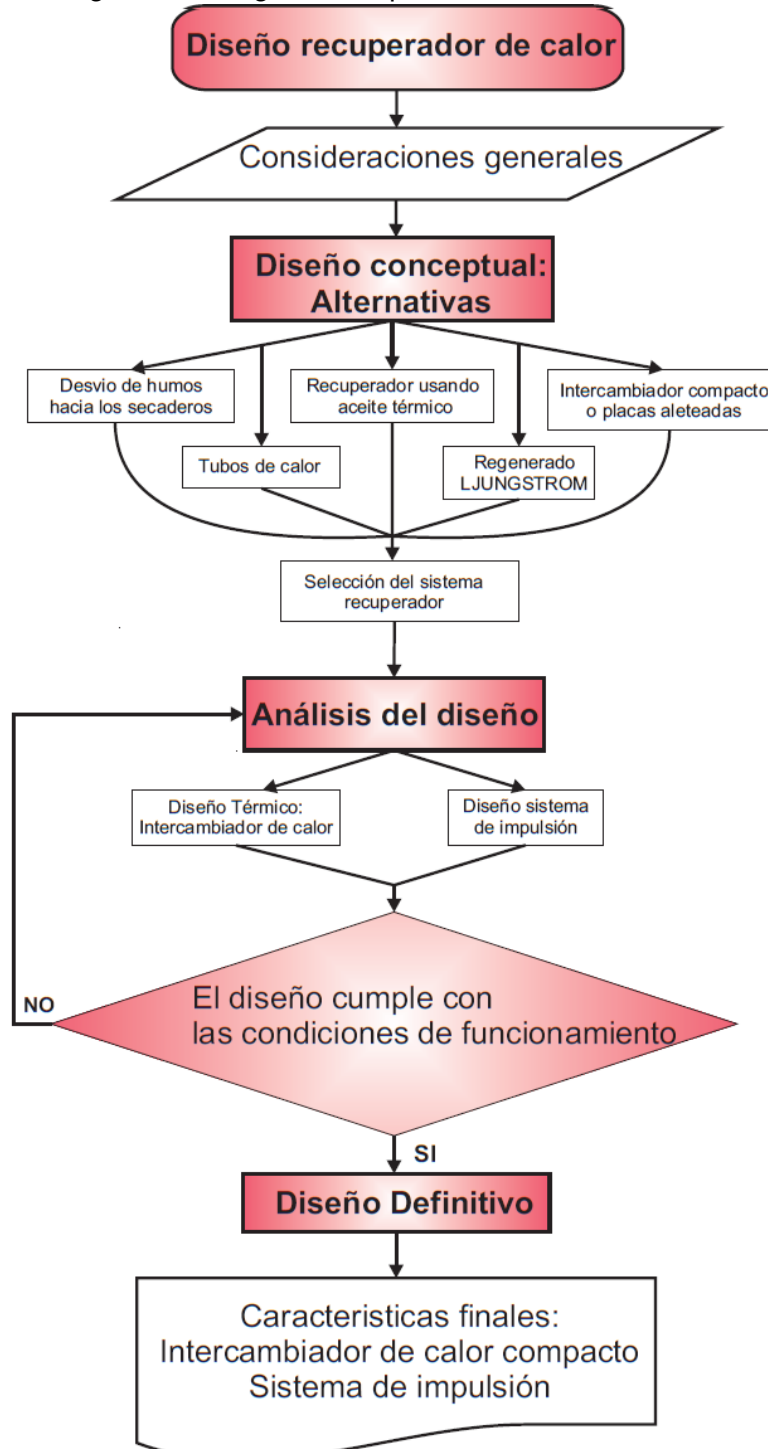 Diseño recuperador de calor
Consideraciones generales
Diseño conceptual:
Alternativas
Desvio de humos
hacia los secaderos
Recuperador usando
aceite térmico
Intercambiador compacto
o placas aleteadas
Tubos de calor
Regenerado
LJUNGSTROM
Selección del sistema
recuperador
Análisis del diseño
Diseño Térmico:
Intercambiador de calor
Diseño sistema
de impulsión
El diseño cumple con
las condiciones de funcionamiento
NO
SI
Diseño Definitivo
Caracteristicas finales:
Intercambiador de calor compacto
Sistema de impulsión